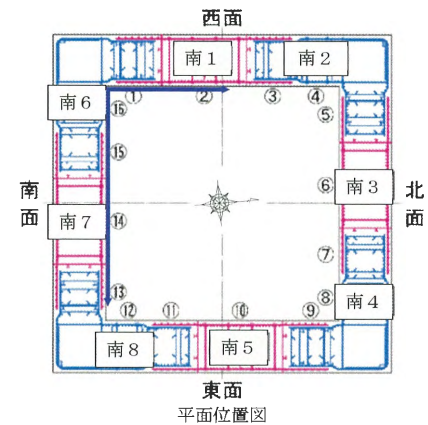 西面
南1
南2
南6
① ② ③ ④
⑯
⑤
⑮
南面
⑥
南3
北面
南7
⑭
⑦
⑬
⑧
南4
⑫ ⑪ ⑩ ⑨
南8
南5
東面
平面位置図